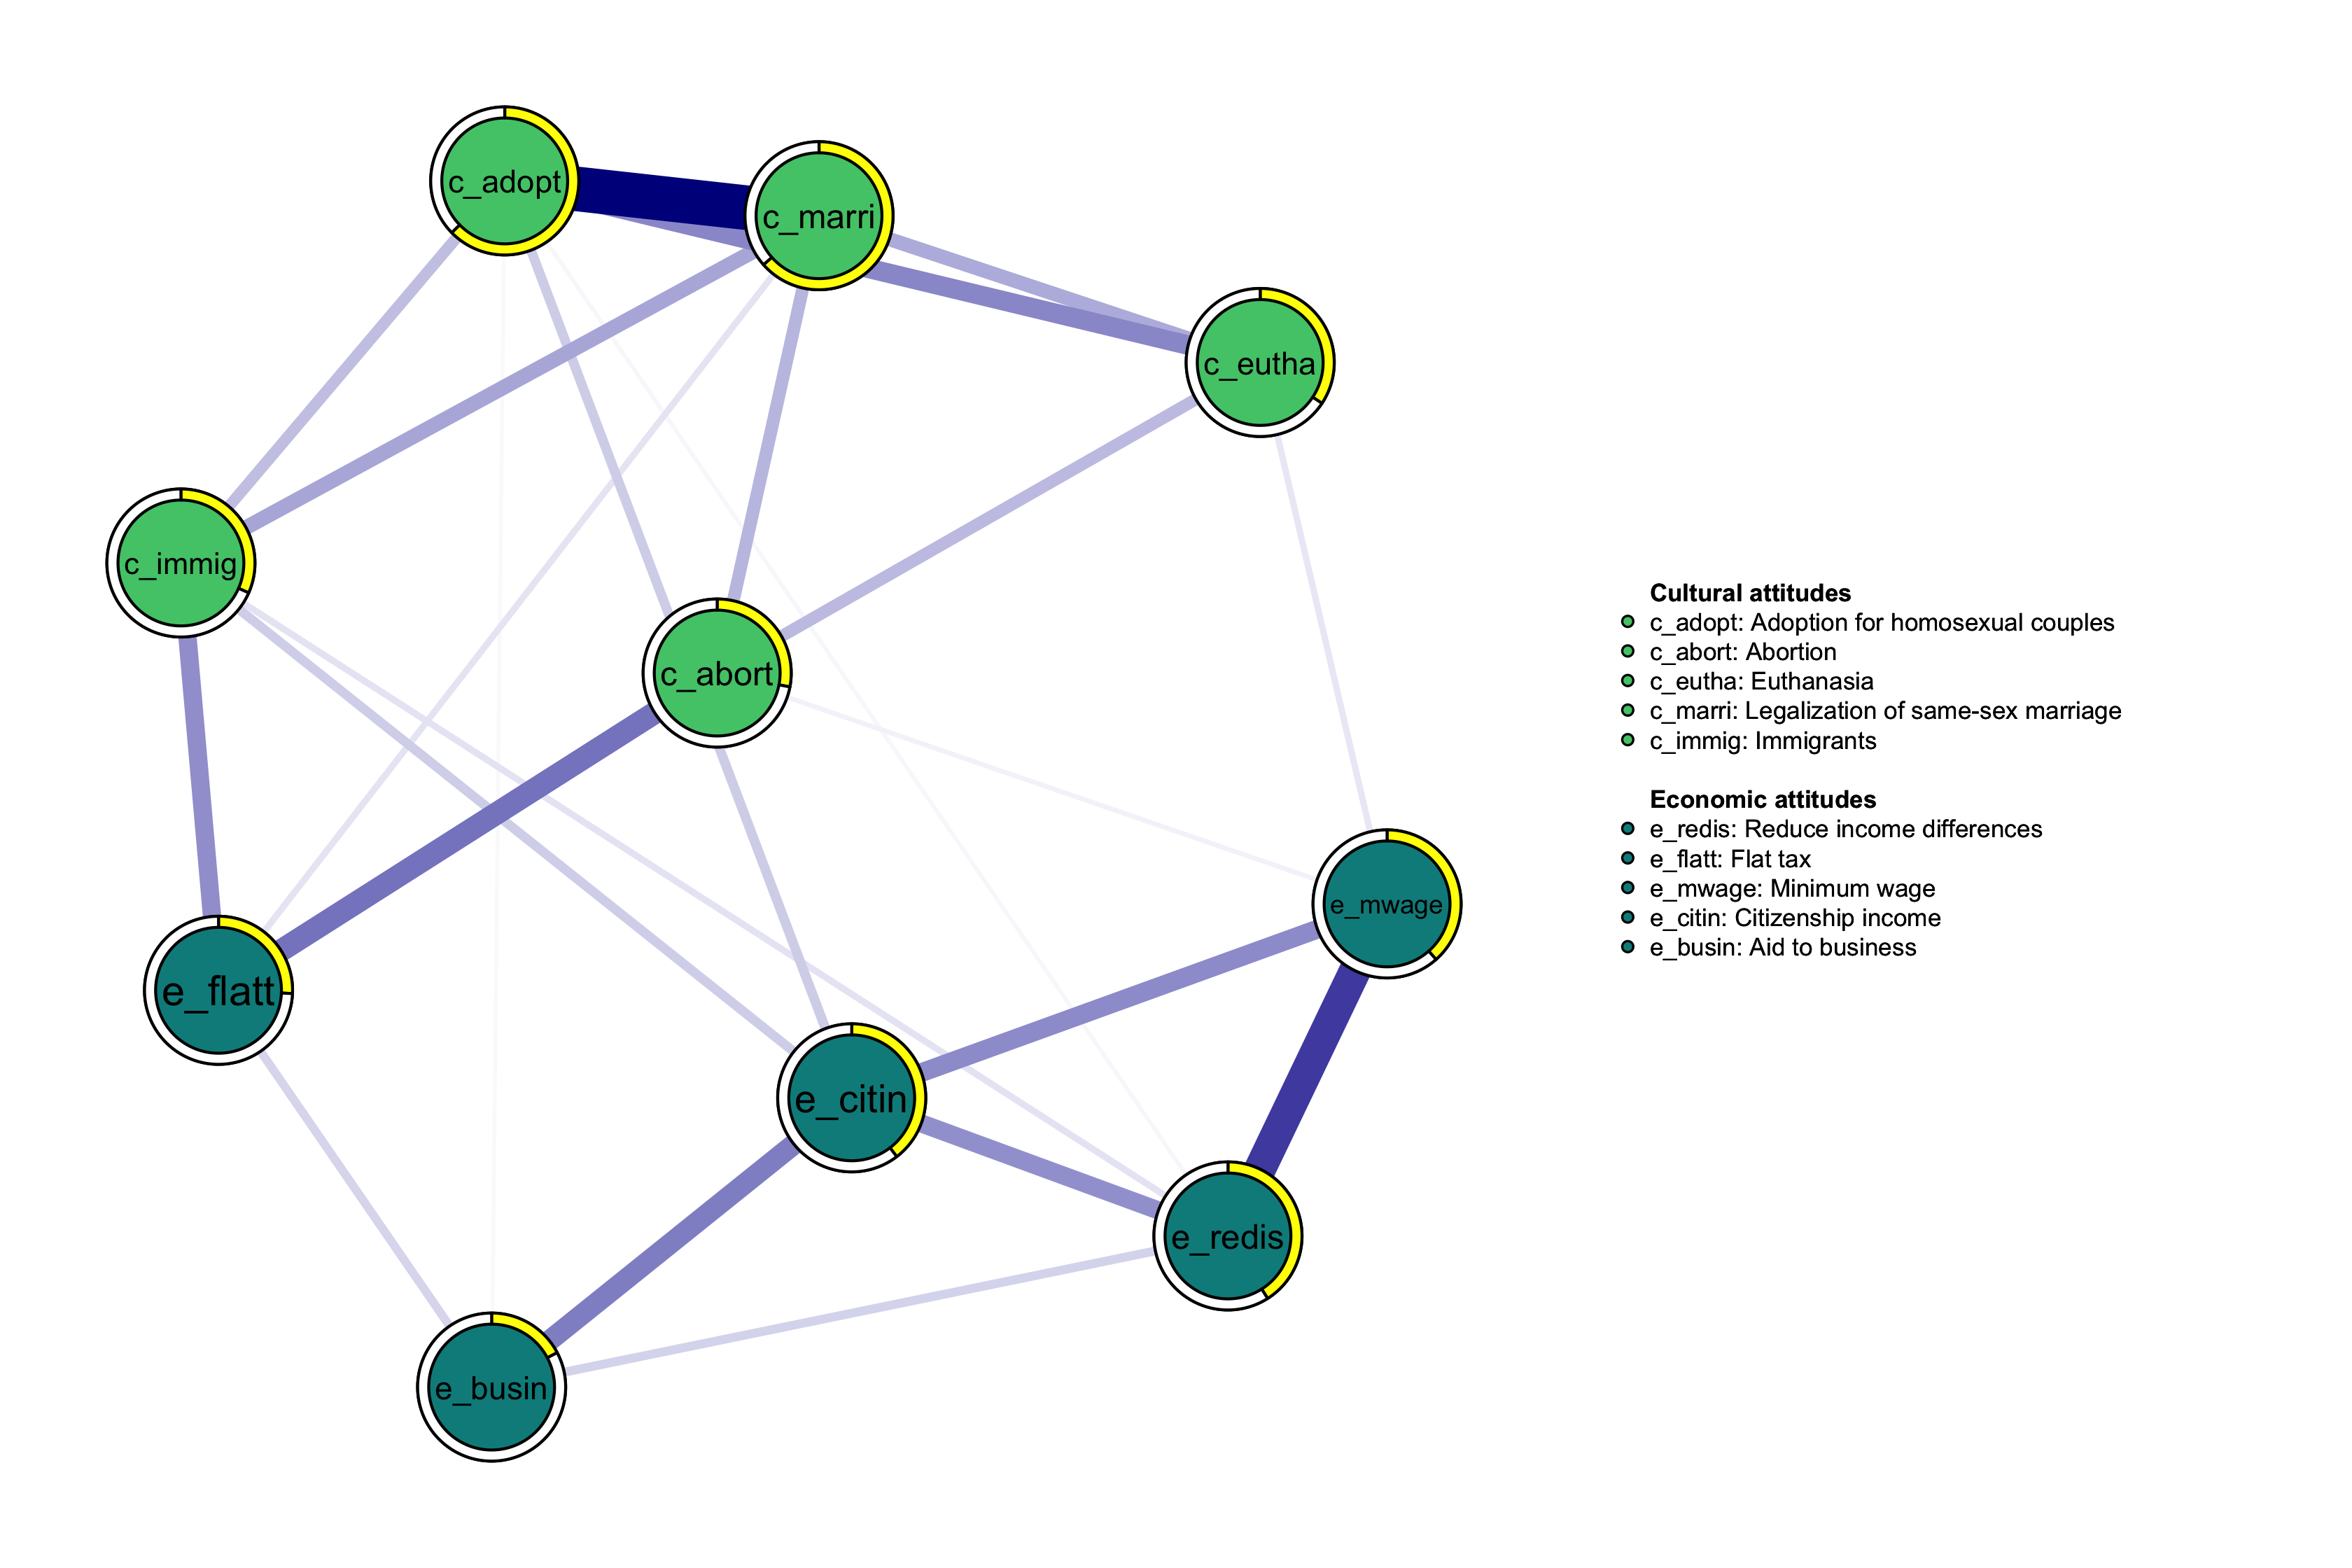 c_adopt
c_marri
c_eutha
c_immig
c_abort
e_mwage
e_flatt
e_citin
e_redis
e_busin
Cultural attitudes
c_adopt: Adoption for homosexual couples
c_abort: Abortion
c_eutha: Euthanasia
c_marri: Legalization of same-sex marriage
c_immig: Immigrants
Economic attitudes
e_redis: Reduce income differences
e_flatt: Flat tax
e_mwage: Minimum wage
e_citin: Citizenship income
e_busin: Aid to business